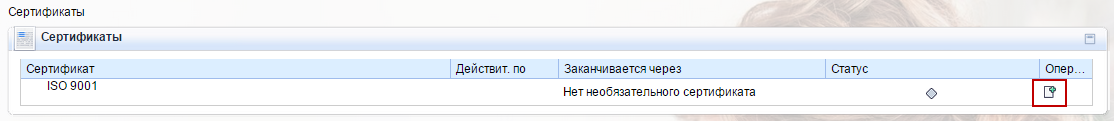 Сертификаты
Сертификаты
Сертификат Действит. по Заканчивается через Статус Опер…
ISO 9001
Нет необязательного сертификата